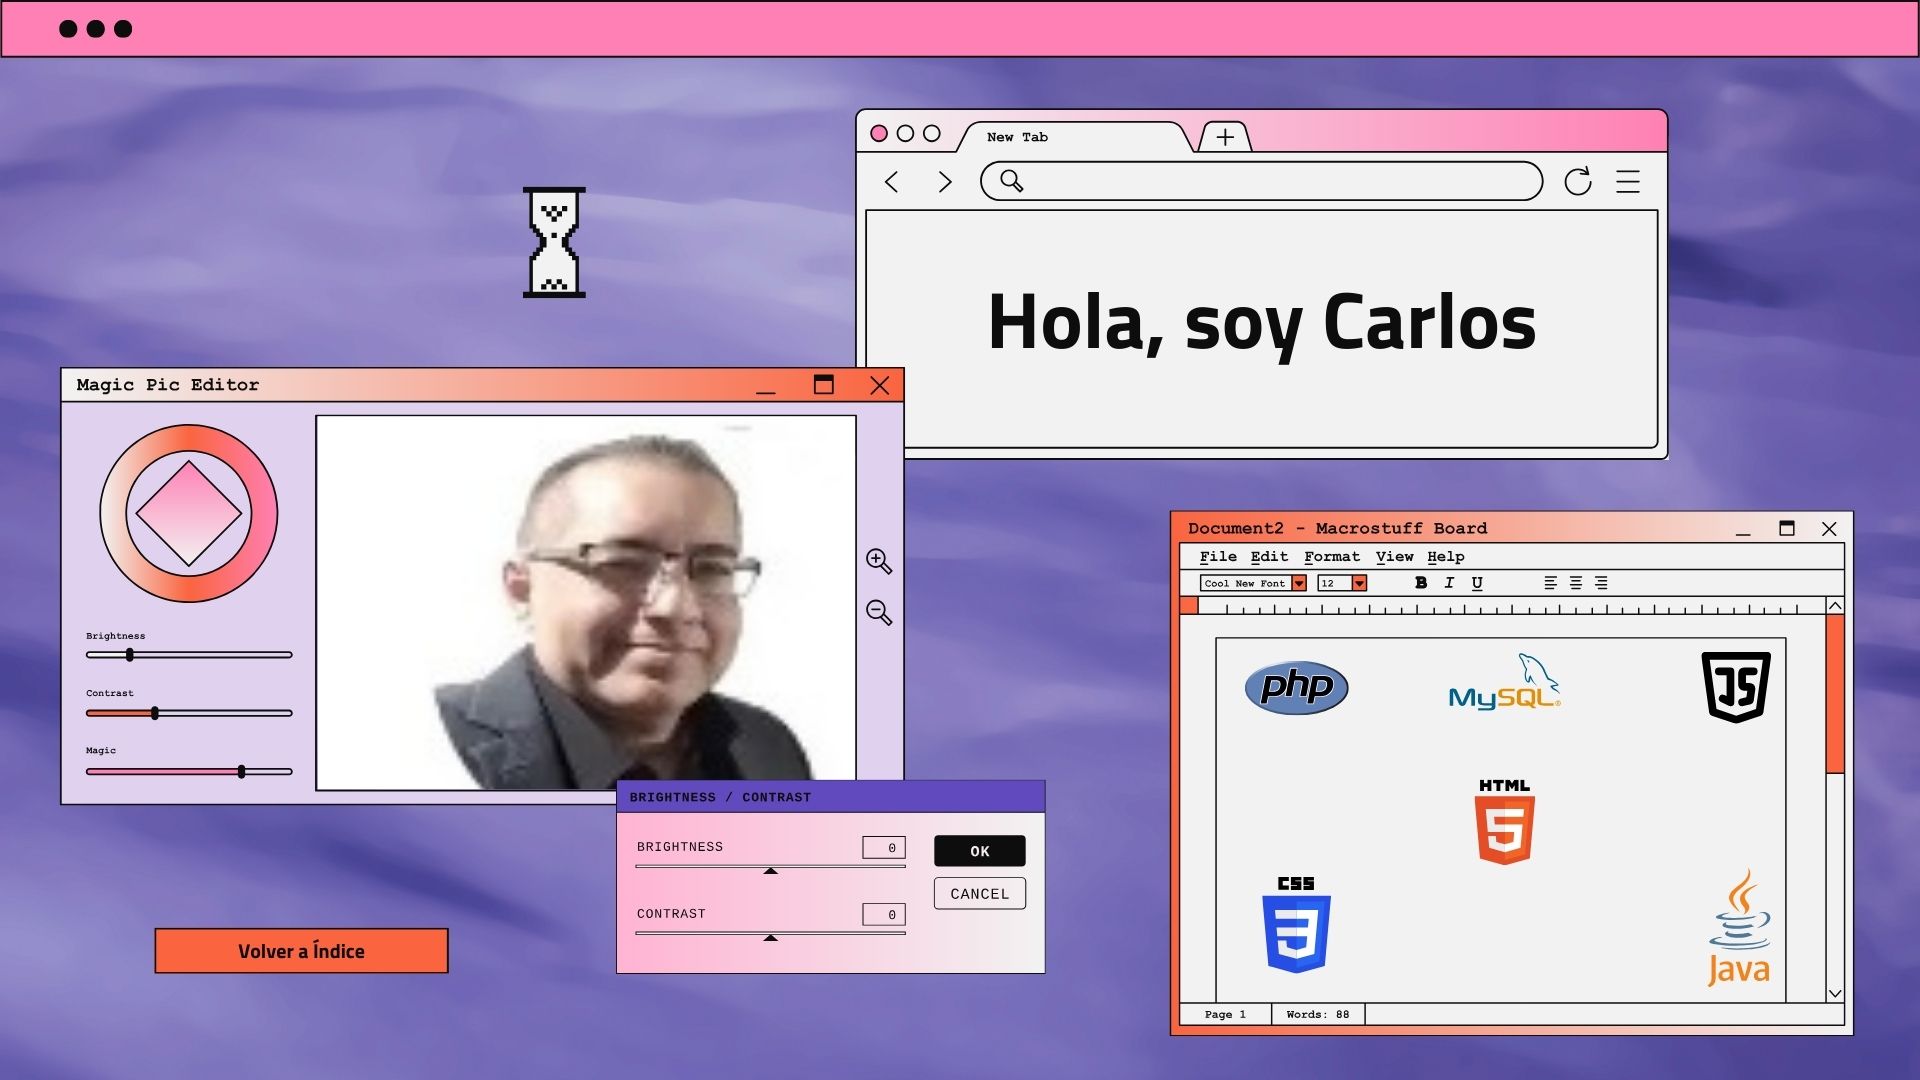 New Tab
Hola, soy Carlos
Magic Pic Editor
Brightness
Contrast
Magic
BRIGHTNESS / CONTRAST
BRIGHTNESS 0
OK
CANCEL
CONTRAST 0
Volver a Índice
Document2 - Macrostuff Board
File Edit Format View Help
Cool New Font 12 B I U
php MySQL® JS
HTML
5
CSS
3
Java
Page 1 Words: 88